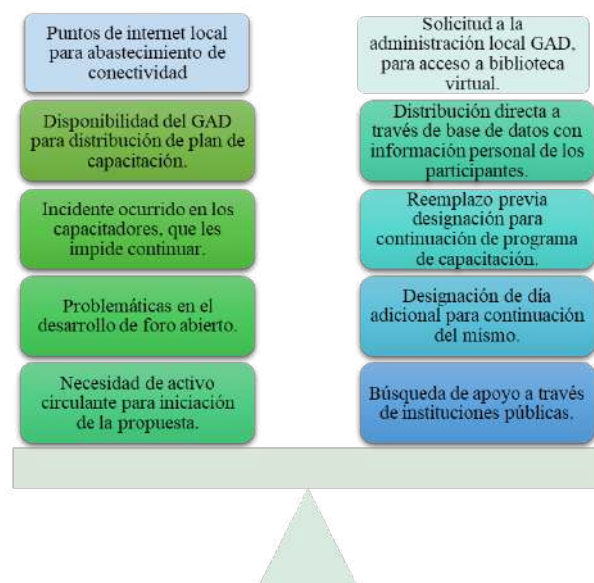 Puntos de internet local
para abastecimiento de
conectividad
Solicitud a la
administración local GAD,
para acceso a biblioteca
virtual.
Disponibilidad del GAD
para distribución de plan de
capacitación.
Distribución directa a
través de base de datos con
información personal de los
participantes.
Incidente ocurrido en los
capacitadores, que les
impide continuar.
Reemplazo previa
designación para
continuación de programa
de capacitación.
Problemáticas en el
desarrollo de foro abierto.
Designación de día
adicional para continuación
del mismo.
Necesidad de activo
circulante para iniciación
de la propuesta.
Búsqueda de apoyo a través
de instituciones públicas.